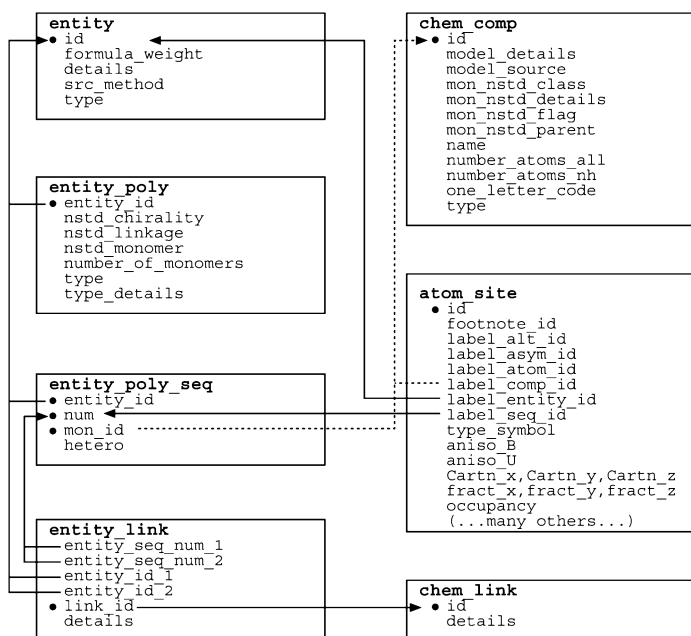 entity
• id
formula_weight
details
src_method
type
entity_poly
• entity_id
nstd_chirality
nstd_linkage
nstd_monomer
number_of_monomers
type
type_details
entity_poly_seq
• entity_id
• num
• mon_id
hetero
entity_link
entity_seq_num_1
entity_seq_num_2
entity_id_1
entity_id_2
• link_id
details
chem_comp
• id
model_details
model_source
mon_nstd_class
mon_nstd_details
mon_nstd_flag
mon_nstd_parent
name
number_atoms_all
number_atoms_nh
one_letter_code
type
atom_site
• id
footnote_id
label_alt_id
label_asym_id
label_atom_id
label_comp_id
label_entity_id
label_seq_id
type_symbol
aniso_B
aniso_U
Cartn_x,Cartn_y,Cartn_z
fract_x,fract_y,fract_z
occupancy
(...many others...)
chem_link
• id
details